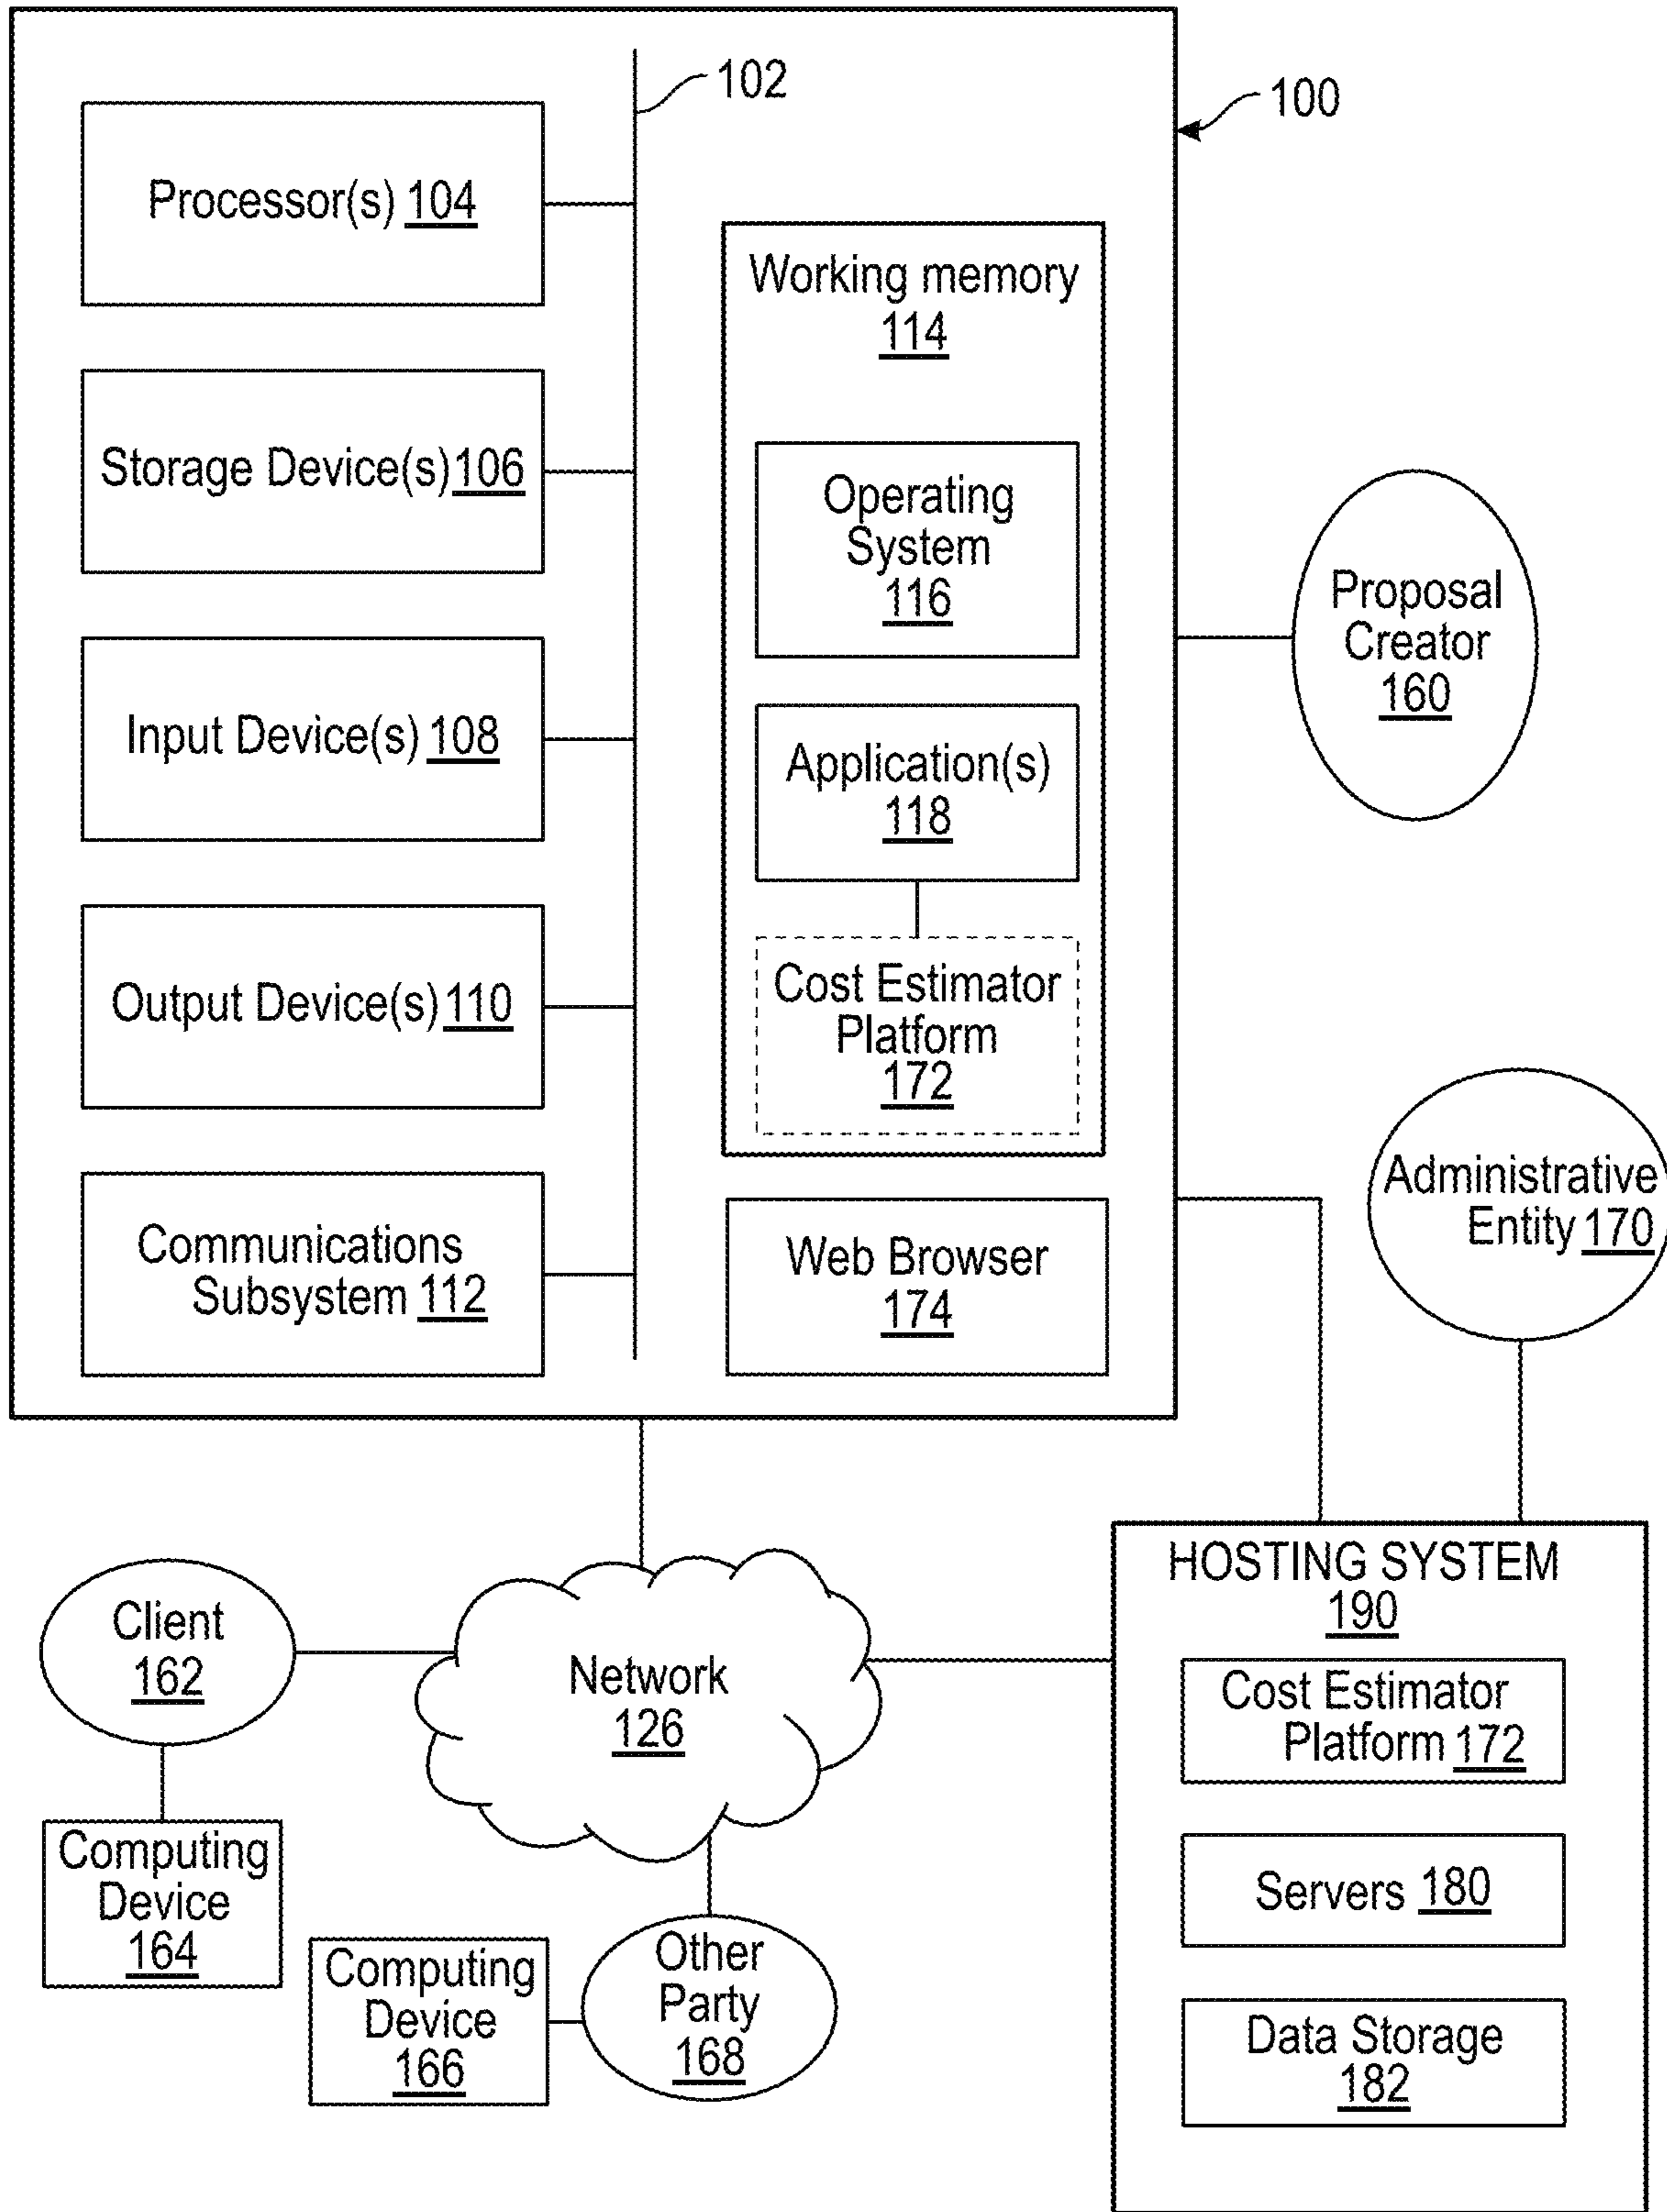 102
100
Processor(s) 104
Storage Device(s) 106
Input Device(s) 108
Output Device(s) 110
Communications
Subsystem 112
Working memory
114
Operating
System
116
Application(s)
118
Cost Estimator
Platform
172
Web Browser
174
Proposal
Creator
160
Administrative
Entity 170
Client
162
Computing
Device
164
Network
126
Computing
Device
166
Other
Party
168
HOSTING SYSTEM
190
Cost Estimator
Platform 172
Servers 180
Data Storage
182